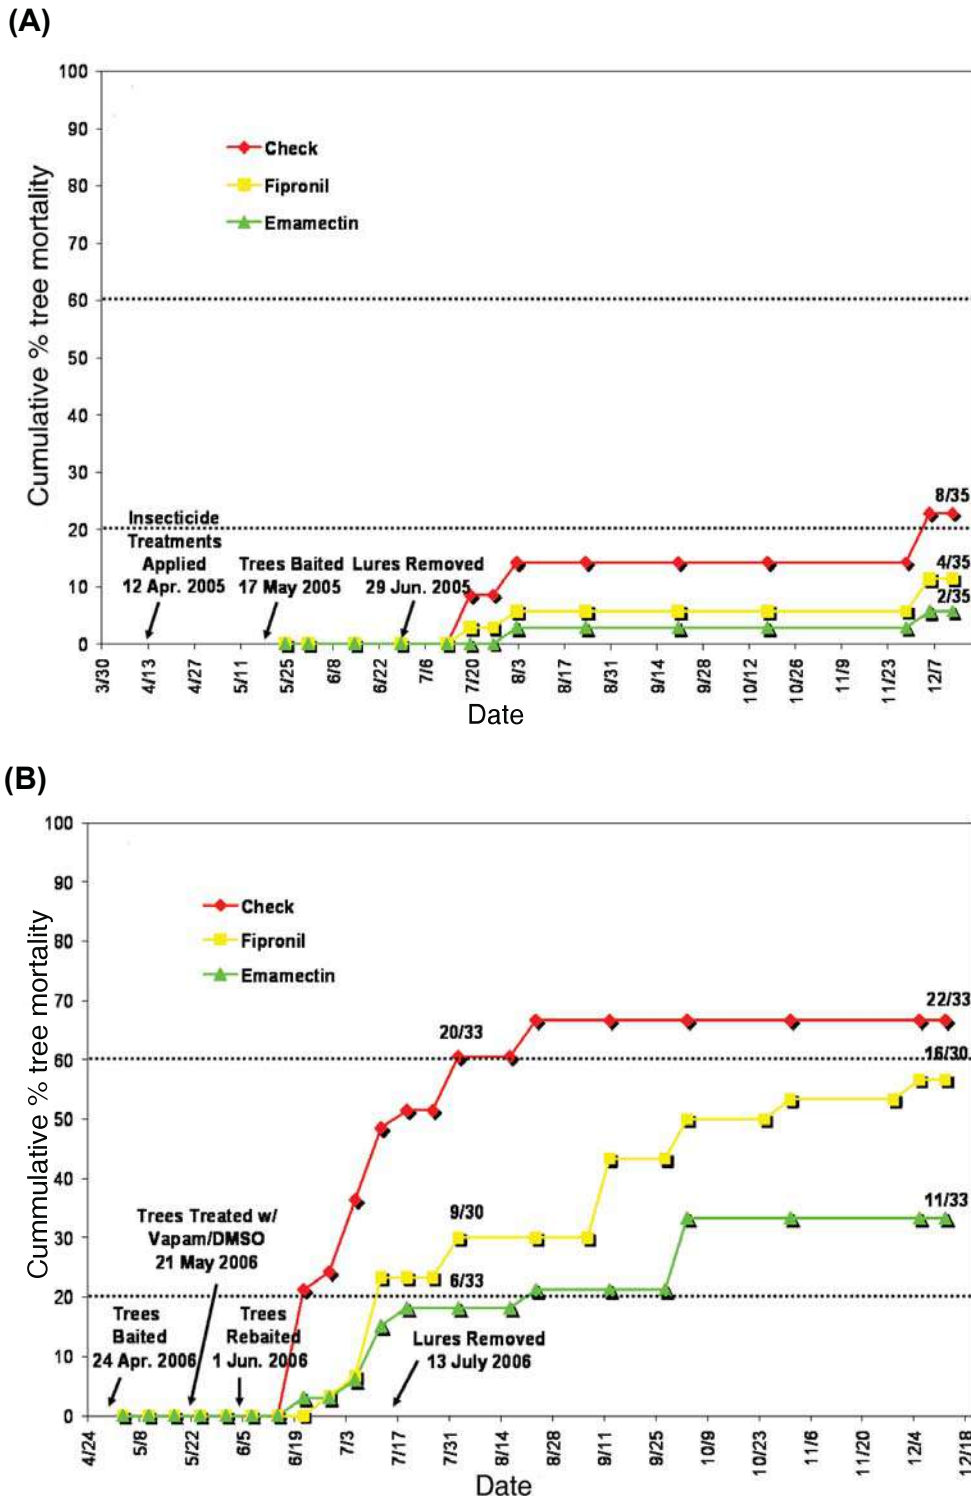 (A)
100
90
80
70
60
50
40
30
20
10
0
Cumulative % tree mortality
Check
Fipronil
Emamectin
Insecticide
Treatments
Applied
12 Apr. 2005
Trees Baited
17 May 2005
Lures Removed
29 Jun. 2005
8/35
4/35
2/35
3/30
4/13
4/27
5/11
5/25
6/8
6/22
7/6
7/20
8/3
8/17
8/31
9/14
9/28
10/12
10/26
11/9
11/23
12/7
Date
(B)
100
90
80
70
60
50
40
30
20
10
0
Cummulative % tree mortality
Check
Fipronil
Emamectin
20/33
22/33
16/30
9/30
11/33
6/33
Trees Treated w/
Vapam/DMSO
21 May 2006
Trees
Baited
24 Apr. 2006
Trees
Rebaited
1 Jun. 2006
Lures Removed
13 July 2006
4/24
5/8
5/22
6/5
6/19
7/3
7/17
7/31
8/14
8/28
9/11
9/25
10/9
10/23
11/6
11/20
12/4
12/18
Date